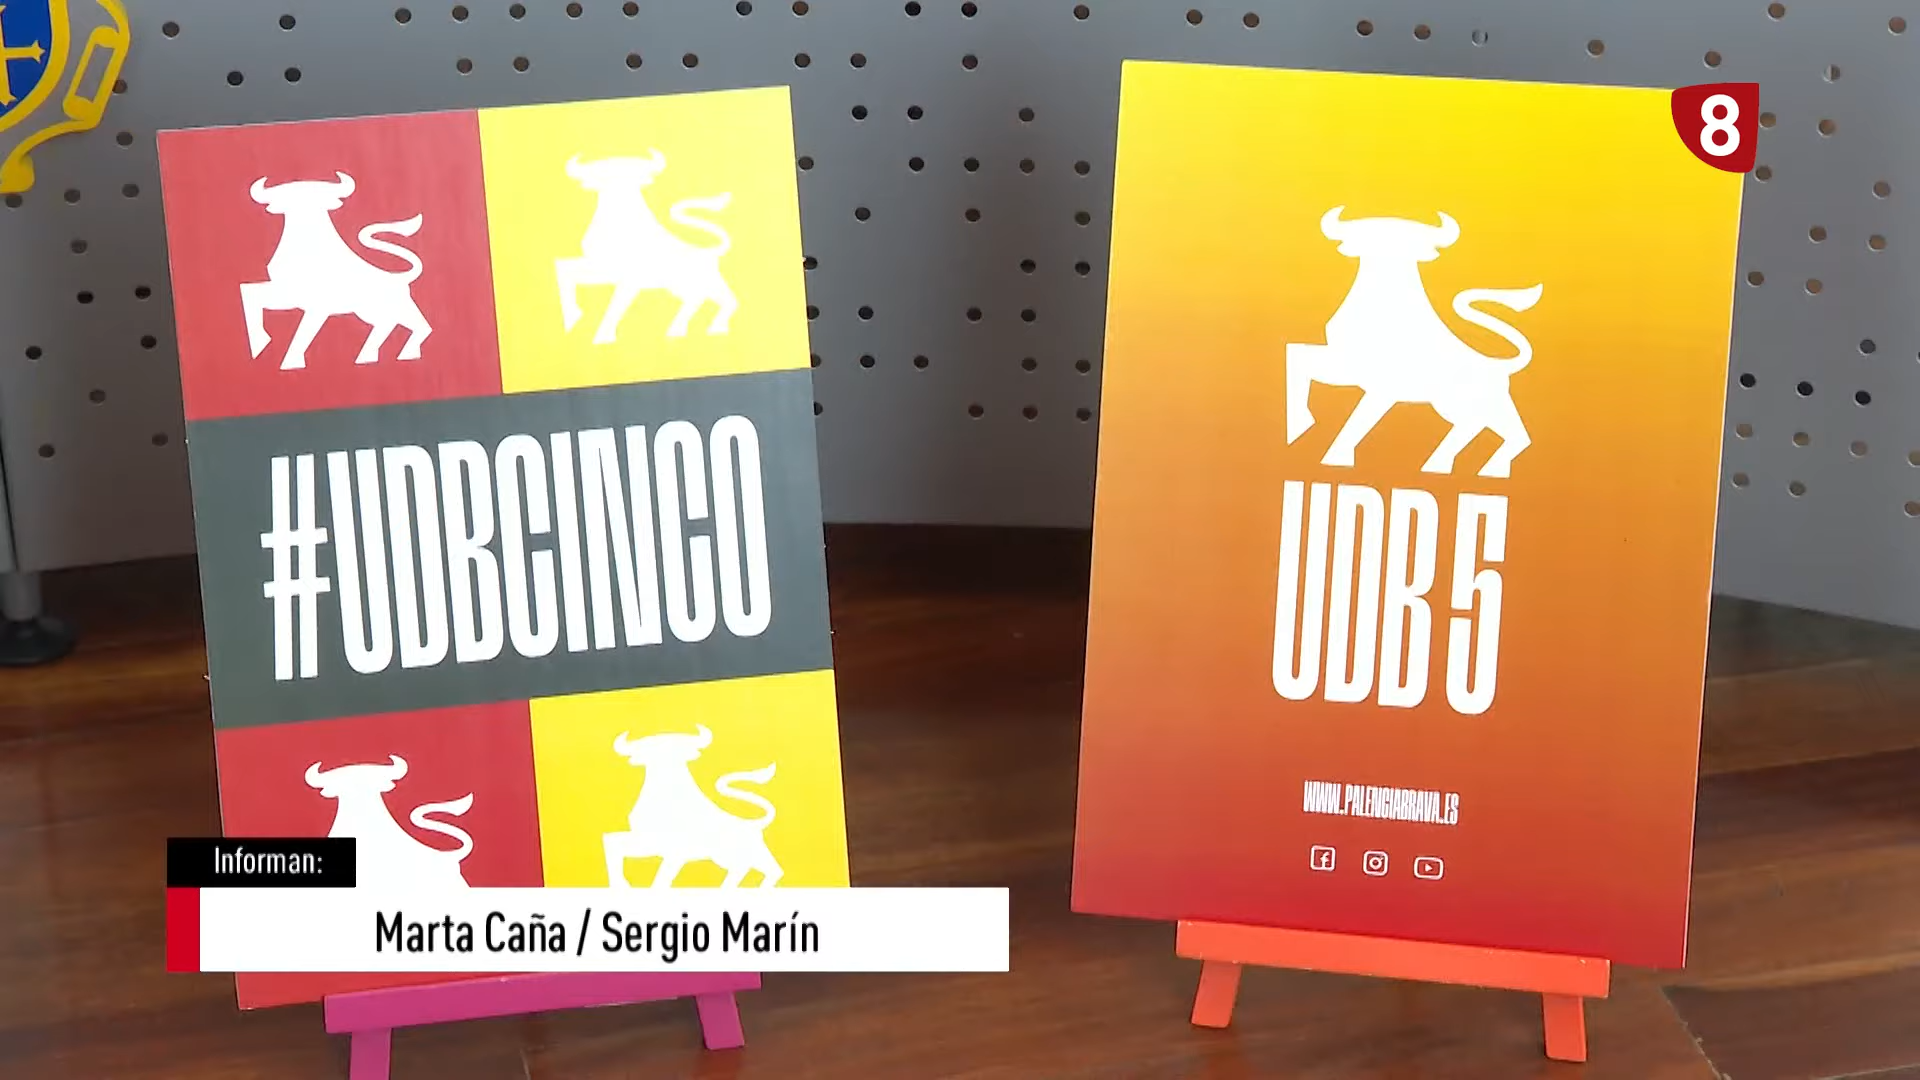 8
#UDBCINCO
UDB 5
WWW.PALENCIABRAVA.ES
Informan:
Marta Caña / Sergio Marín